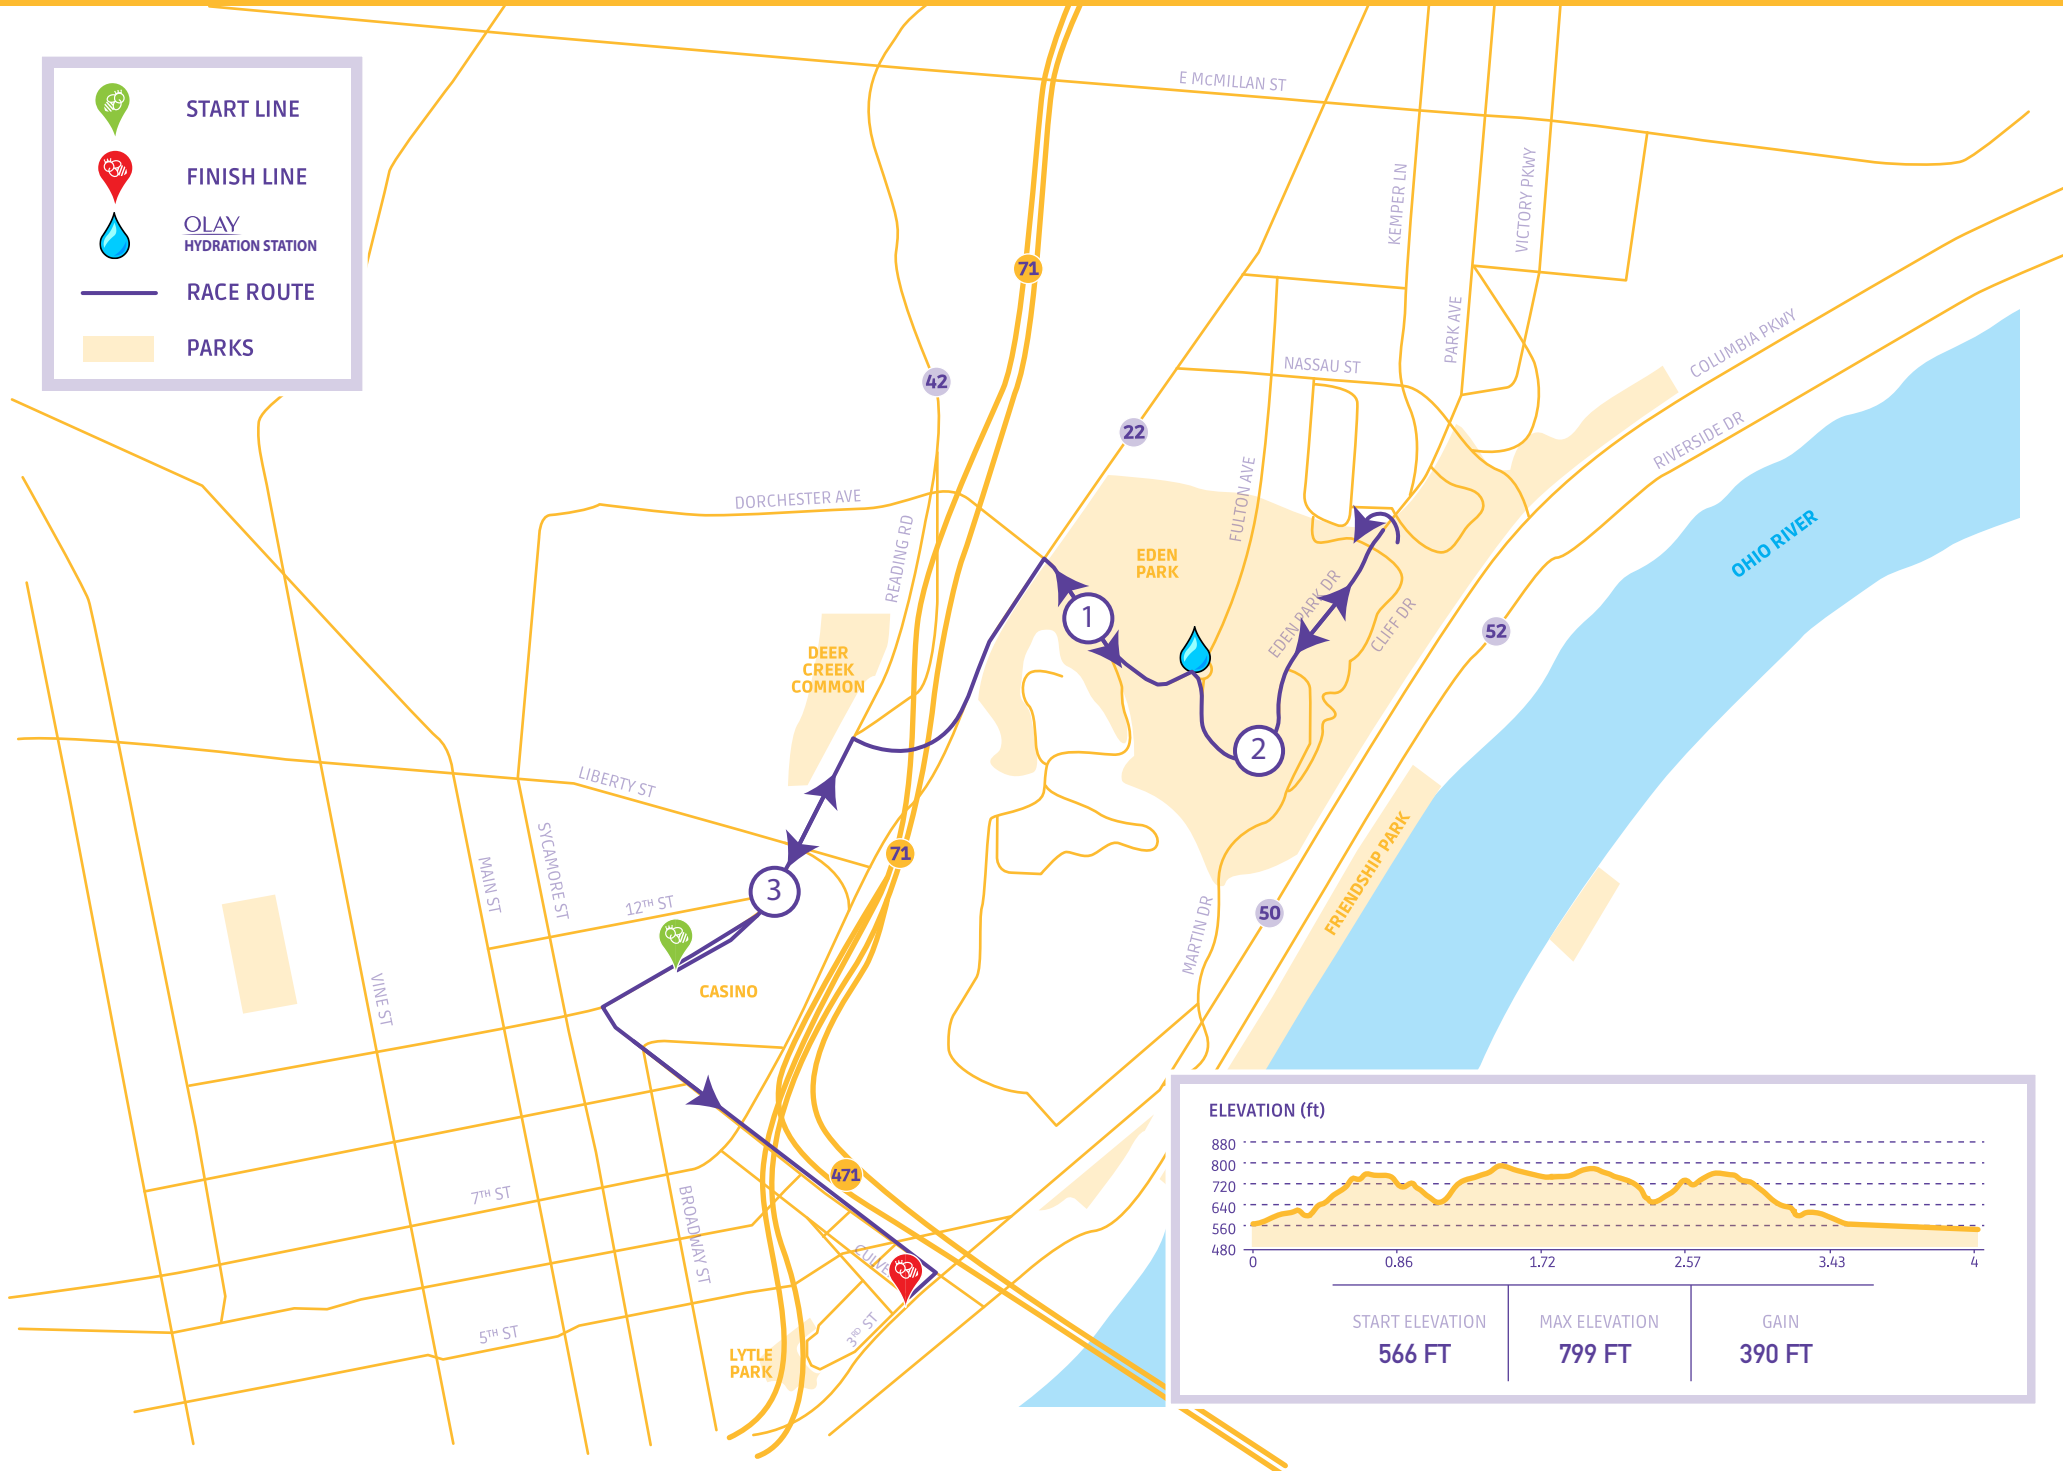 START LINE
FINISH LINE
OLAY
HYDRATION STATION
RACE ROUTE
PARKS
E McMILLAN ST
KEMPER LN
VICTORY PKWY
71
PARK AVE
COLUMBIA PKWY
NASSAU ST
42
22
RIVERSIDE DR
FULTON AVE
DORCHESTER AVE
READING RD
EDEN
PARK
OHIO RIVER
EDEN PARK DR
CLIFF DR
1
52
DEER
CREEK
COMMON
2
LIBERTY ST
SYCAMORE ST
MAIN ST
71
3
12TH ST
FRIENDSHIP PARK
50
MARTIN DR
CASINO
VINE ST
471
7TH ST
BROADWAY ST
3RD ST
5TH ST
LYTLE
PARK
ELEVATION (ft)
880
800
720
640
560
480
0 0.86 1.72 2.57 3.43 4
START ELEVATION MAX ELEVATION GAIN
566 FT 799 FT 390 FT